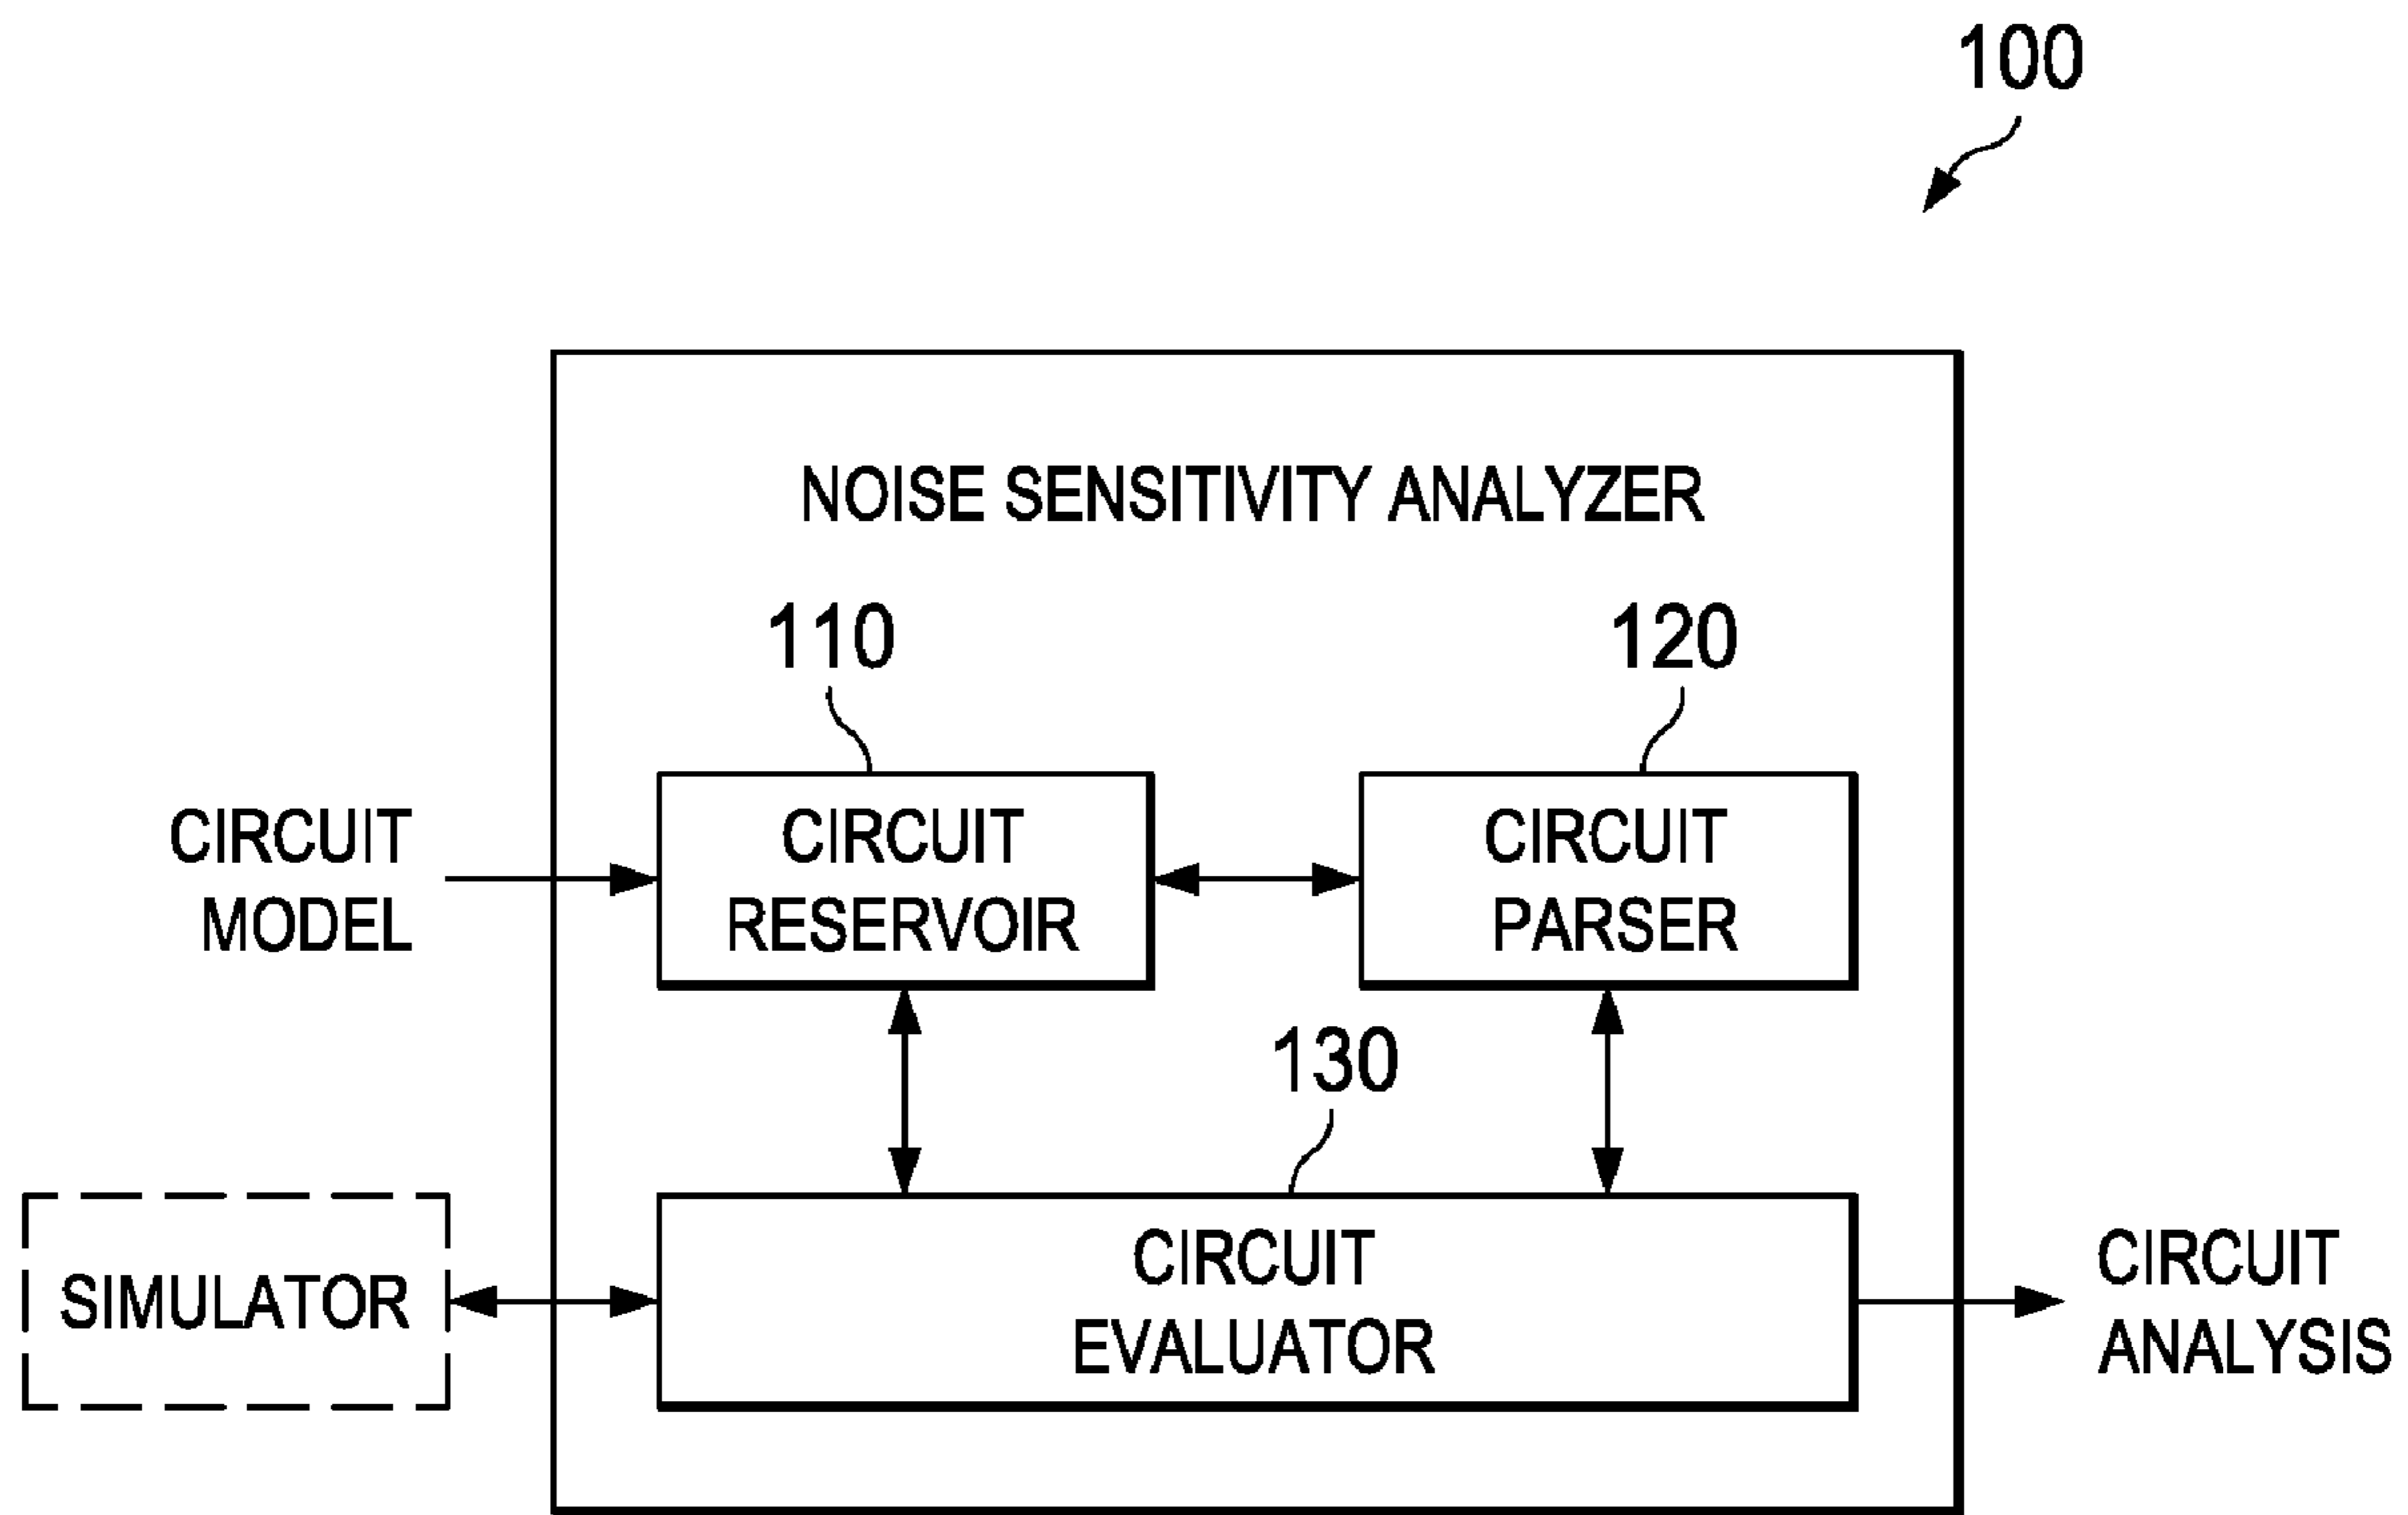 100
NOISE SENSITIVITY ANALYZER
110
120
CIRCUIT
MODEL
CIRCUIT
RESERVOIR
CIRCUIT
PARSER
130
SIMULATOR
CIRCUIT
EVALUATOR
CIRCUIT
ANALYSIS